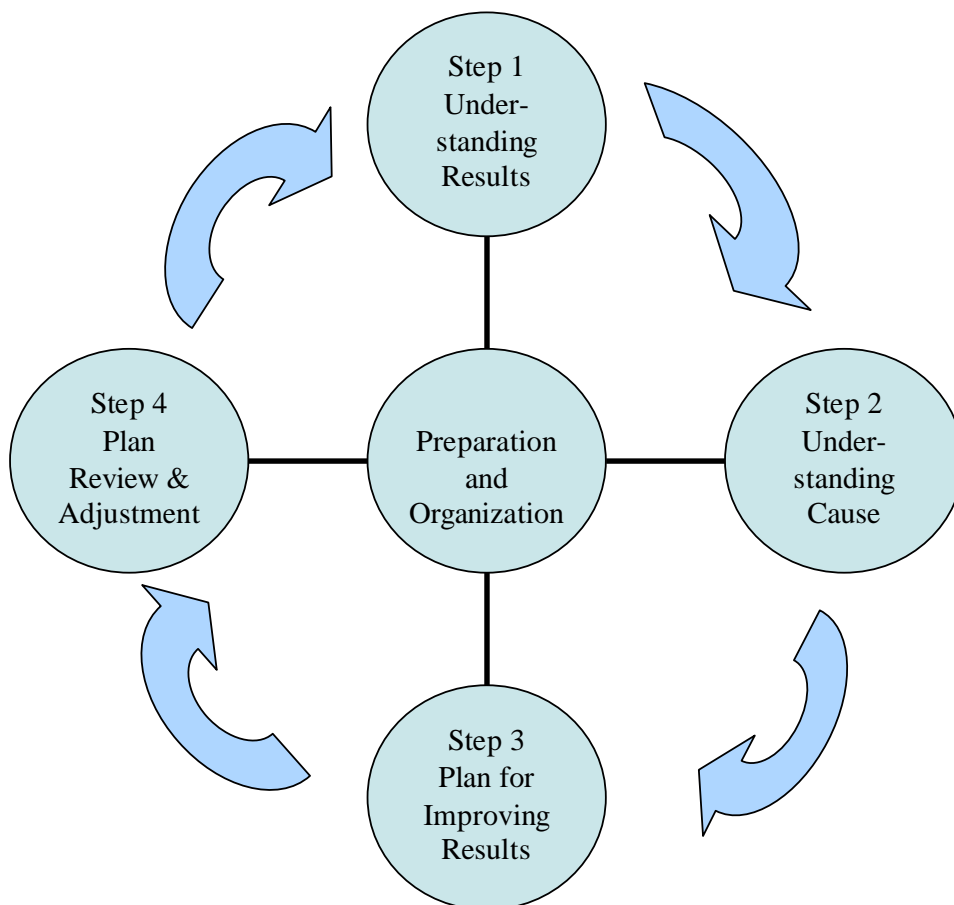 Step 1
Under-
standing
Results
Step 4
Plan
Review &
Adjustment
Preparation
and
Organization
Step 2
Under-
standing
Cause
Step 3
Plan for
Improving
Results